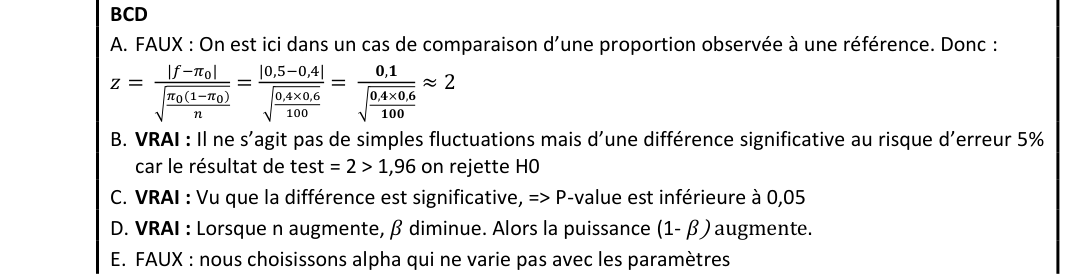 BCD
A. FAUX : On est ici dans un cas de comparaison d’une proportion observée à une référence. Donc :
z = |f−π₀| / √(π₀(1−π₀)/n) = |0,5−0,4| / √(0,4×0,6/100) = 0,1 / √(0,4×0,6/100) ≈ 2
B. VRAI : Il ne s’agit pas de simples fluctuations mais d’une différence significative au risque d’erreur 5%
car le résultat de test = 2 > 1,96 on rejette H0
C. VRAI : Vu que la différence est significative, => P-value est inférieure à 0,05
D. VRAI : Lorsque n augmente, β diminue. Alors la puissance (1- β) augmente.
E. FAUX : nous choisissons alpha qui ne varie pas avec les paramètres